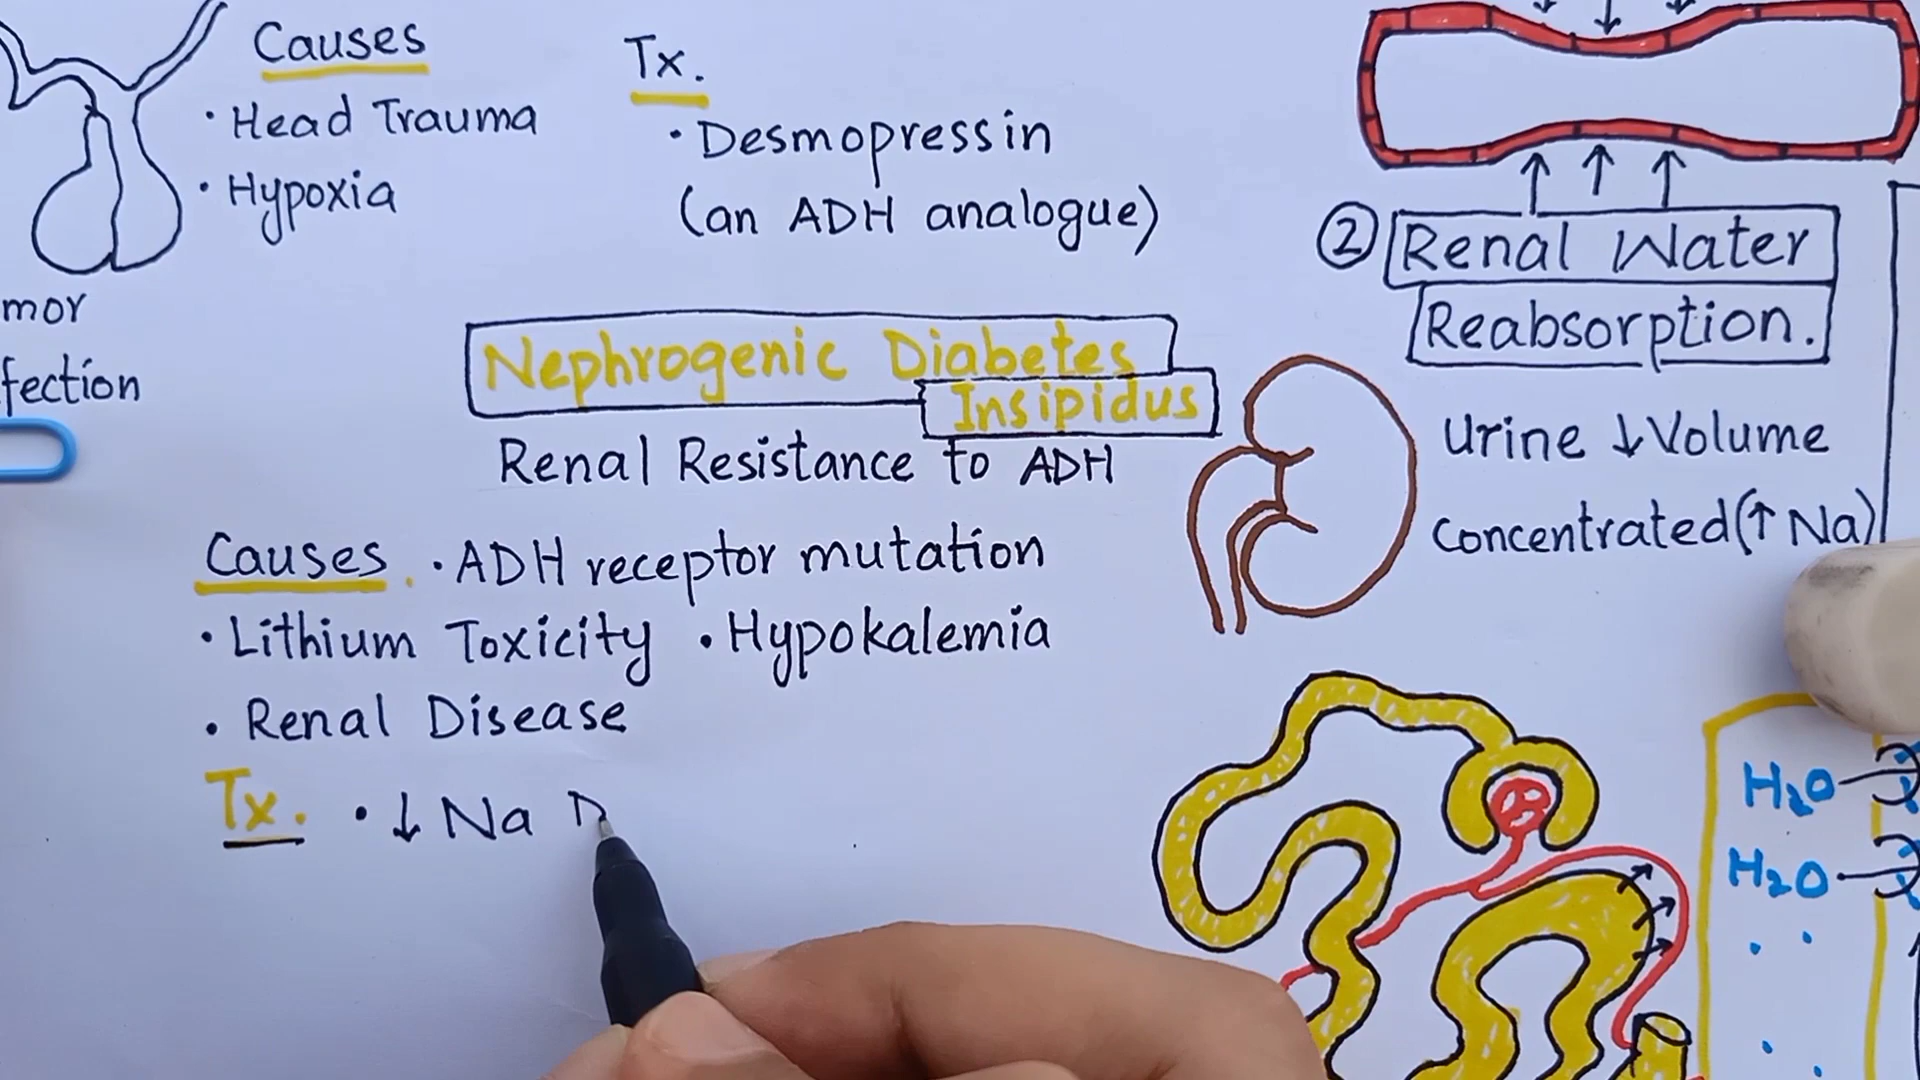 Causes
· Head Trauma
· Hypoxia
mor
fection
Tx.
· Desmopressin
(an ADH analogue)
② Renal Water
Reabsorption.
Urine ↓ Volume
Concentrated (↑ Na)
Nephrogenic Diabetes
Insipidus
Renal Resistance to ADH
Causes . · ADH receptor mutation
· Lithium Toxicity · Hypokalemia
· Renal Disease
Tx. · ↓ Na
H₂O
H₂O